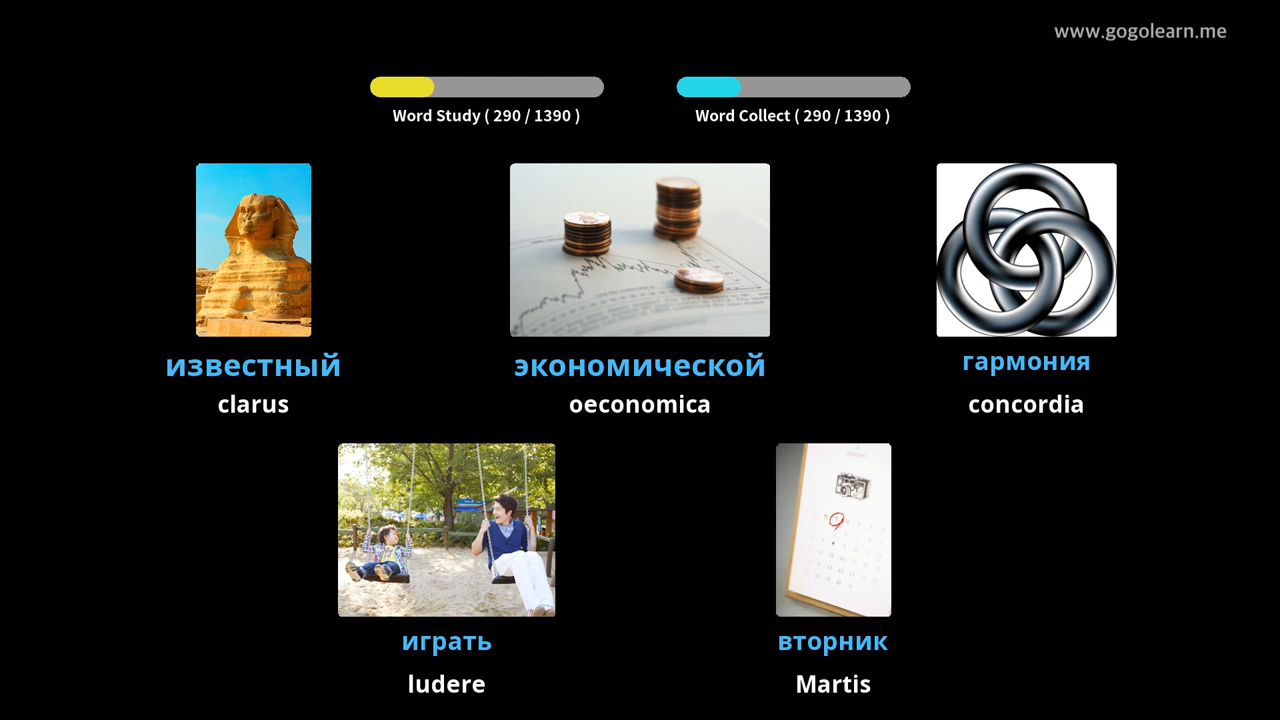 www.gogolearn.me
Word Study ( 290 / 1390 )
Word Collect ( 290 / 1390 )
известный
clarus
экономической
oeconomica
гармония
concordia
играть
ludere
вторник
Martis